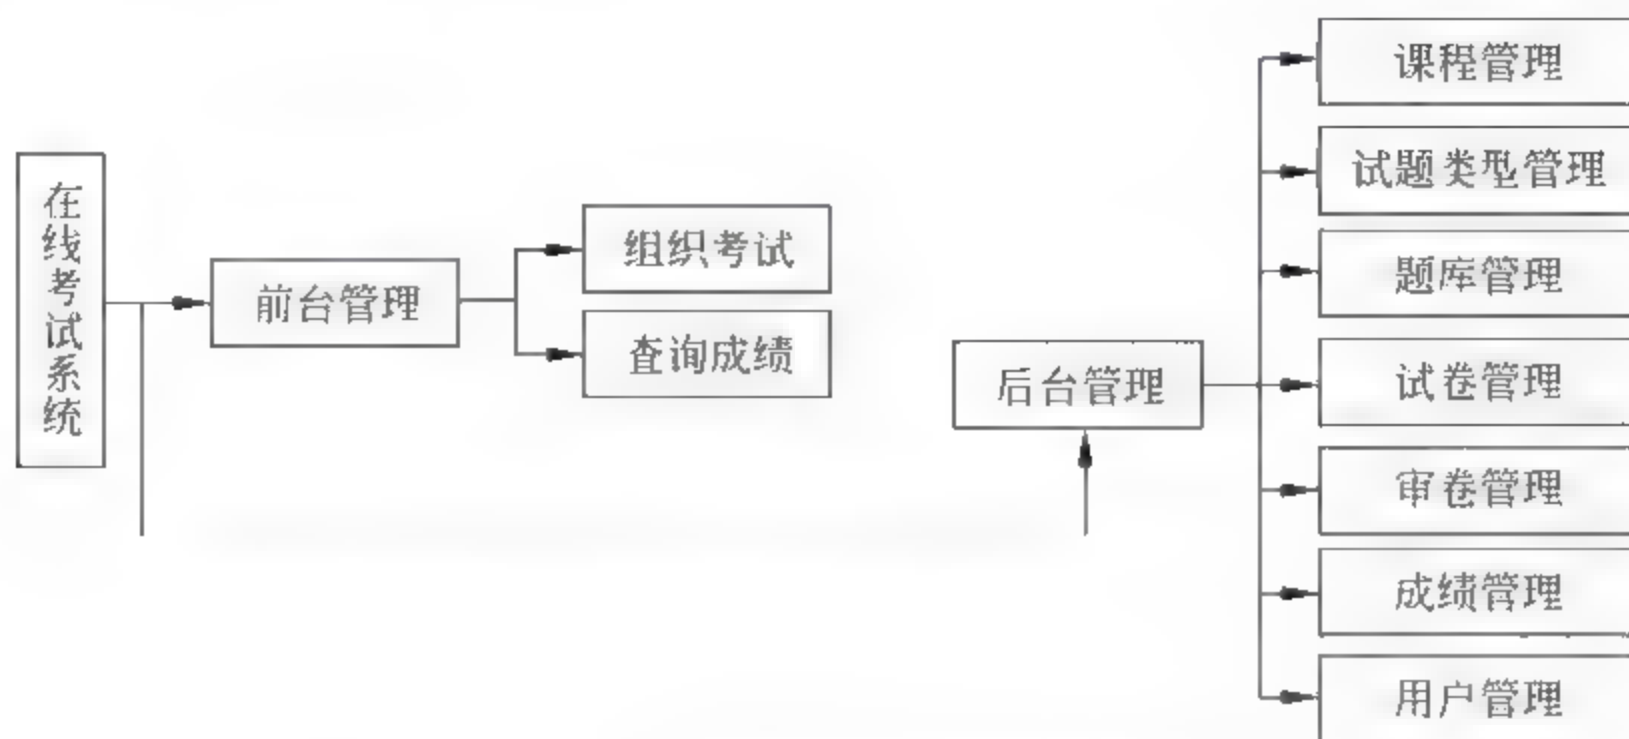 在线考试系统
前台管理
组织考试
查询成绩
后台管理
课程管理
试题类型管理
题库管理
试卷管理
审卷管理
成绩管理
用户管理